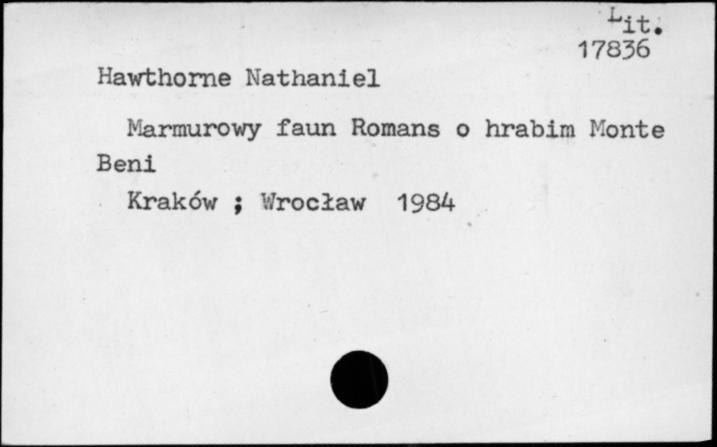 Lit.
17836
Hawthorne Nathaniel
Marmurowy faun Romans o hrabim Monte
Beni
Kraków ; Wrocław 1984